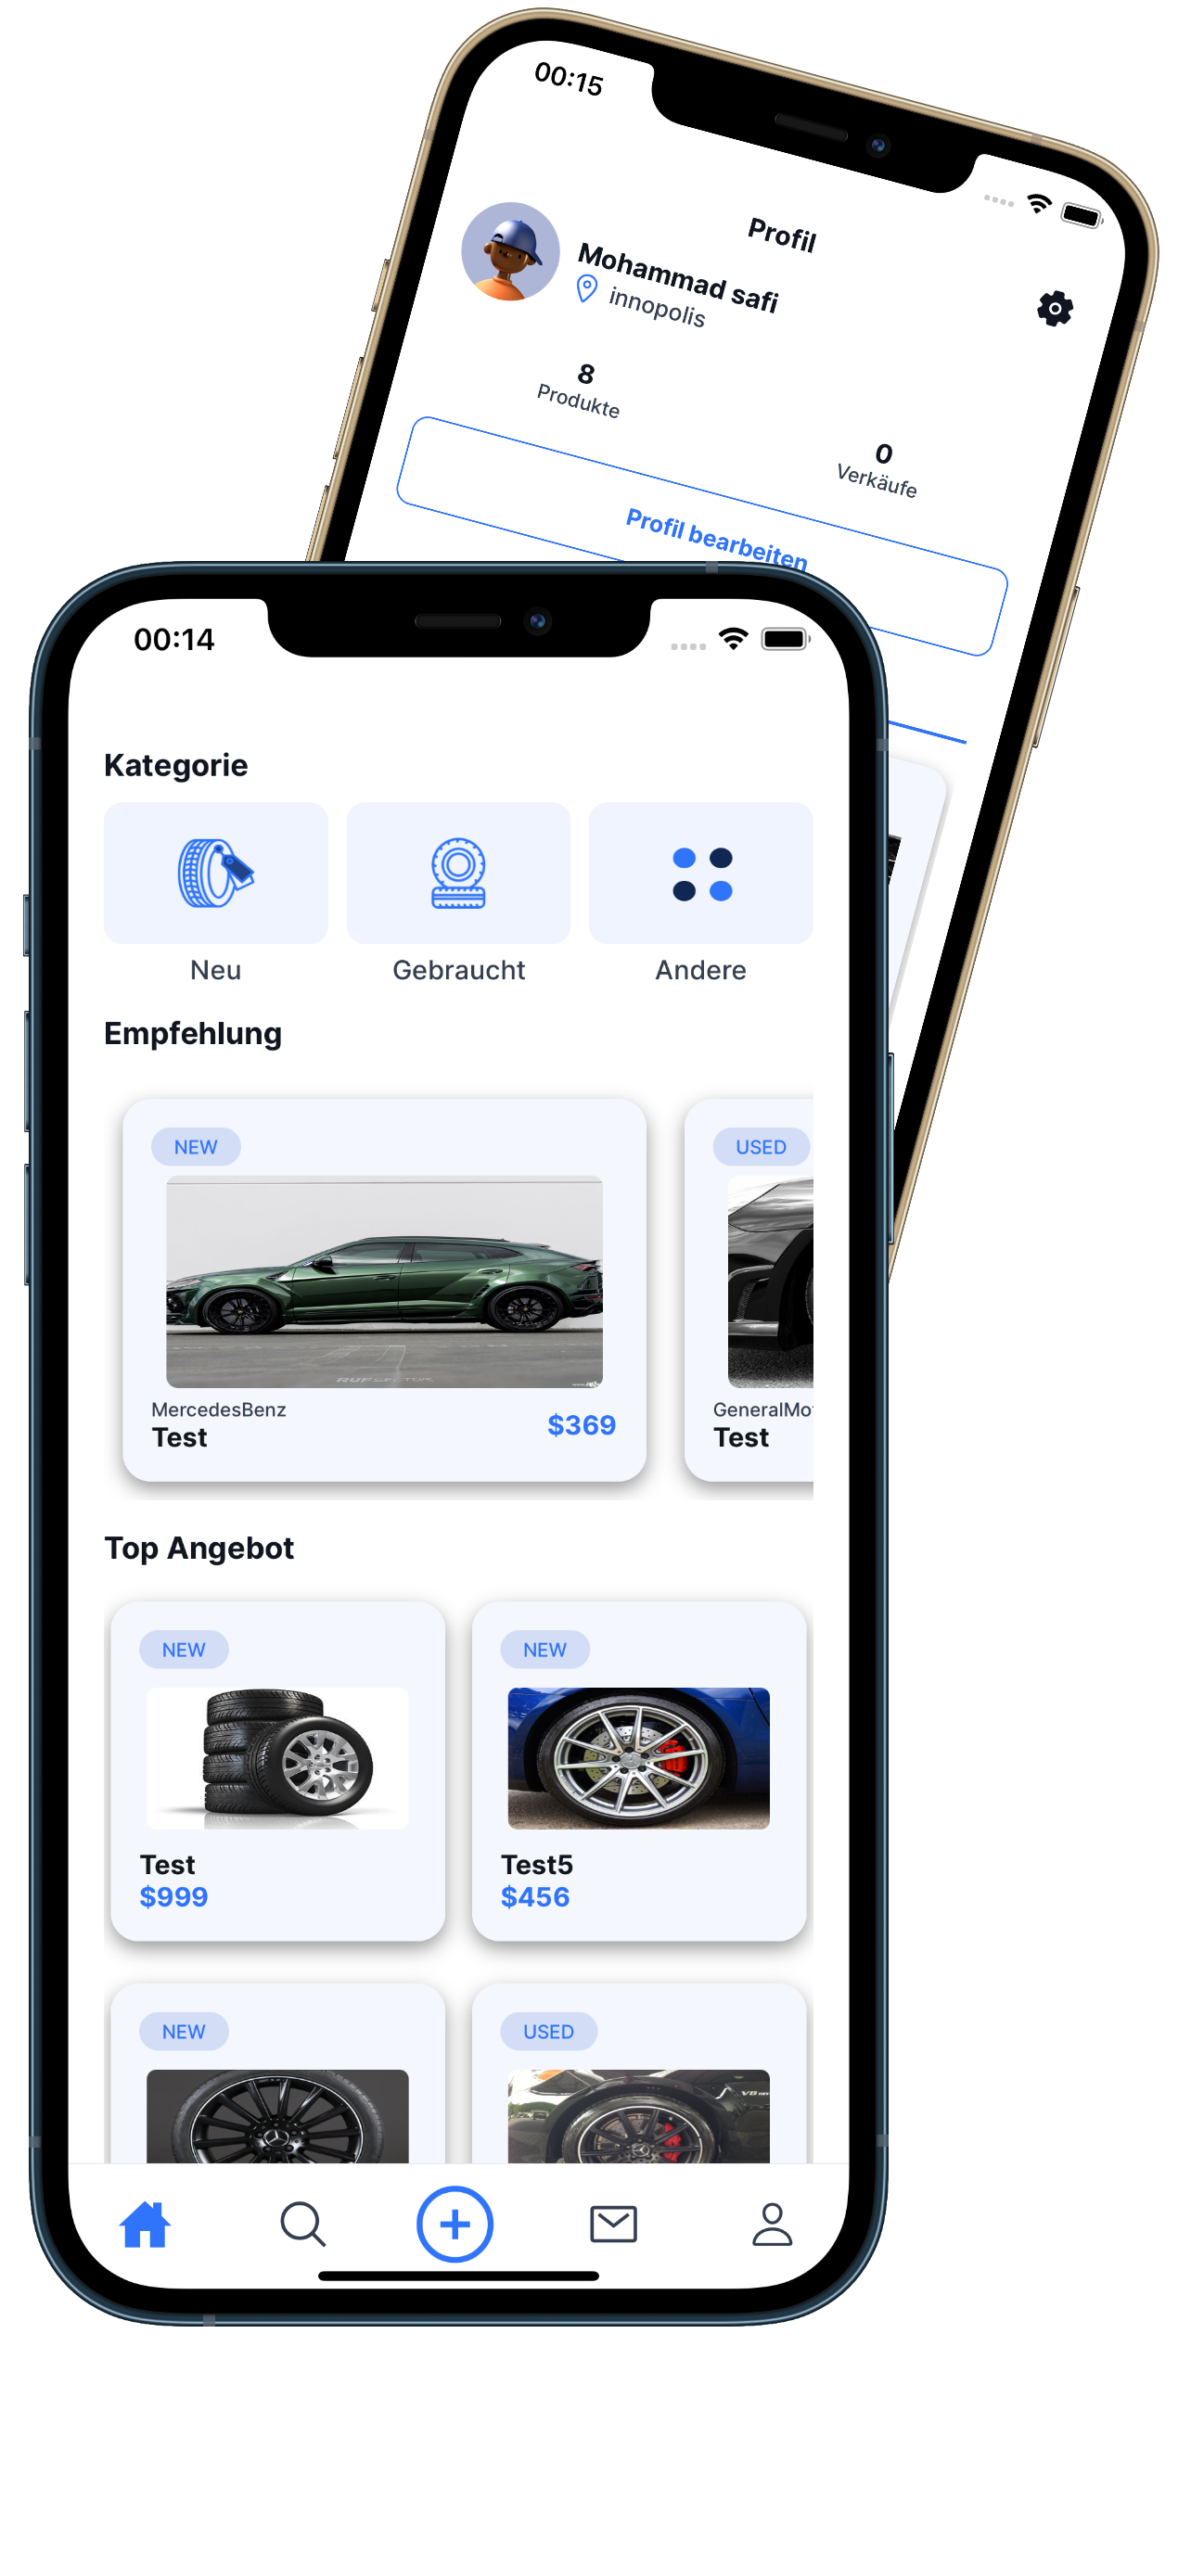 00:15
Profil
Mohammad safi
innopolis
8
Produkte
0
Verkäufe
Profil bearbeiten
00:14
Kategorie
Neu
Gebraucht
Andere
Empfehlung
NEW
USED
MercedesBenz
Test
$369
GeneralMot
Test
Top Angebot
NEW
NEW
Test
$999
Test5
$456
NEW
USED